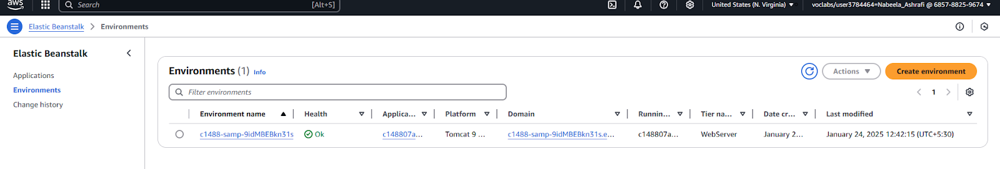 aws
Search
[Alt+S]
United States (N. Virginia) ▼
voclabs/user3784464=Nabeela_Ashrafi @ 6857-8825-9674 ▼
Elastic Beanstalk > Environments
Elastic Beanstalk
Applications
Environments
Change history
Environments (1) Info
Actions ▼
Create environment
Filter environments
< 1 >
Environment name ▲ Health Applica... Platform Domain Runnin... Tier na... Date cr... Last modified
c1488-samp-9idMBEBkn31s Ok c148807a... Tomcat 9 ... c1488-samp-9idMBEBkn31s.e... c148807a... WebServer January 2... January 24, 2025 12:42:15 (UTC+5:30)